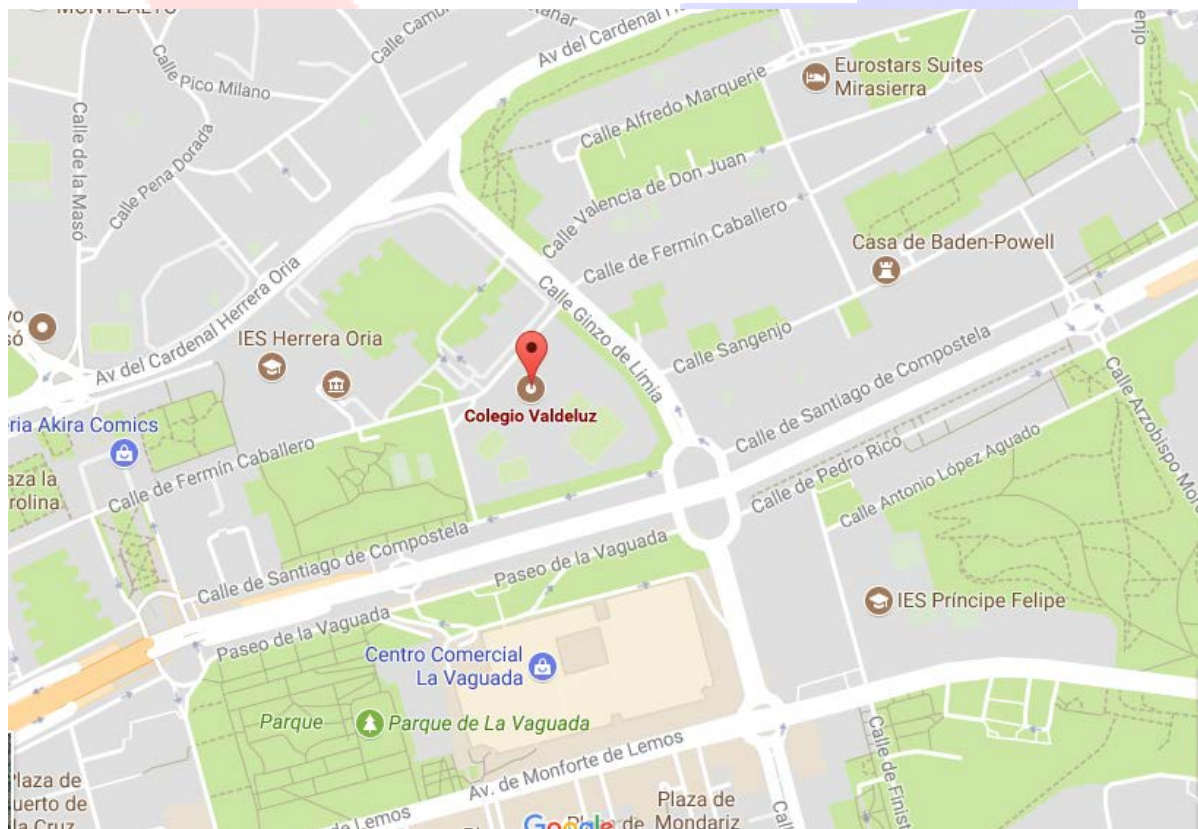 MONTEALTO
Calle Pico Milano
Av del Cardenal
Eurostars Suites
Mirasierra
Calle Alfredo Marquerie
Calle de la Masó
Calle Pena Dorada
Calle Valencia de Don Juan
Calle de Fermín Caballero
Casa de Baden-Powell
Av del Cardenal Herrera Oria
Calle Ginzo de Limia
IES Herrera Oria
Calle Sangenjo
Colegio Valdeluz
Calle de Santiago de Compostela
Calle Arzobispo
Akira Comics
Calle de Fermín Caballero
Calle de Pedro Rico
Calle Antonio López Aguado
Calle de Santiago de Compostela
Paseo de la Vaguada
IES Príncipe Felipe
Paseo de la Vaguada
Centro Comercial
La Vaguada
Parque
Parque de La Vaguada
Av. de Monforte de Lemos
Calle de
Plaza de
Plaza de
Mondariz
de Lemos
la Cruz
Google